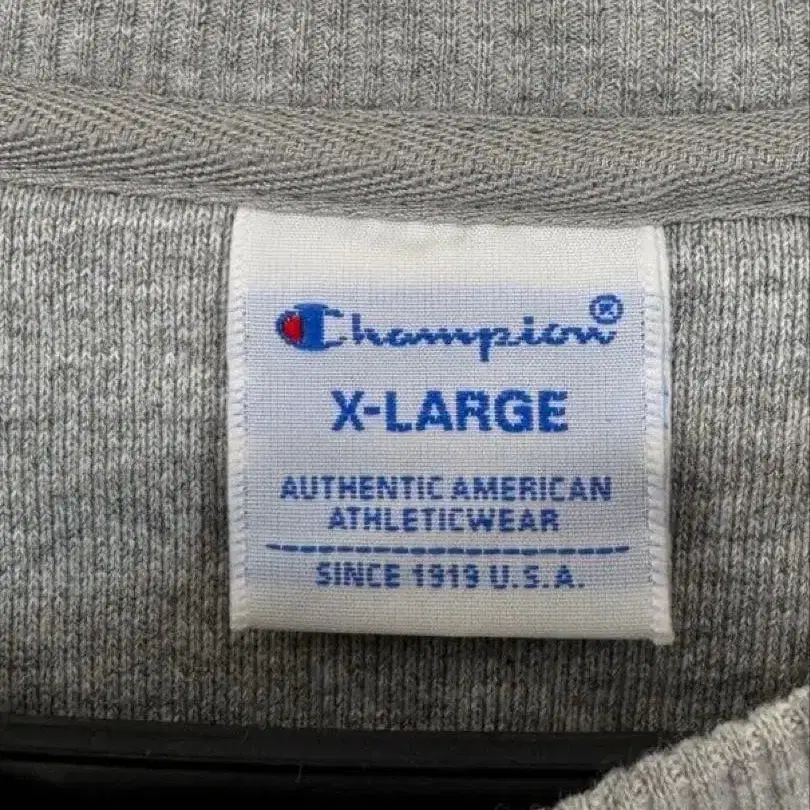 Champion®
X-LARGE
AUTHENTIC AMERICAN
ATHLETICWEAR
SINCE 1919 U.S.A.